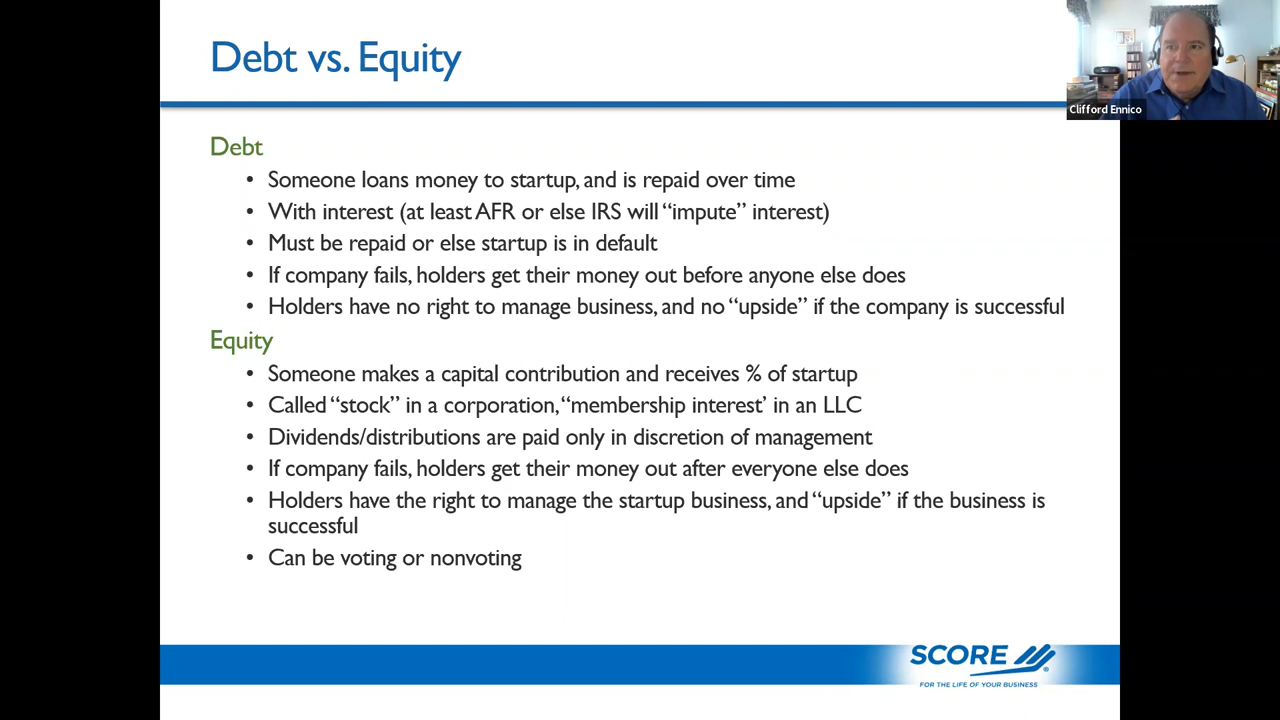 Debt vs. Equity
Clifford Ennico
Debt
• Someone loans money to startup, and is repaid over time
• With interest (at least AFR or else IRS will “impute” interest)
• Must be repaid or else startup is in default
• If company fails, holders get their money out before anyone else does
• Holders have no right to manage business, and no “upside” if the company is successful
Equity
• Someone makes a capital contribution and receives % of startup
• Called “stock” in a corporation, “membership interest’ in an LLC
• Dividends/distributions are paid only in discretion of management
• If company fails, holders get their money out after everyone else does
• Holders have the right to manage the startup business, and “upside” if the business is
successful
• Can be voting or nonvoting
SCORE
®
FOR THE LIFE OF YOUR BUSINESS